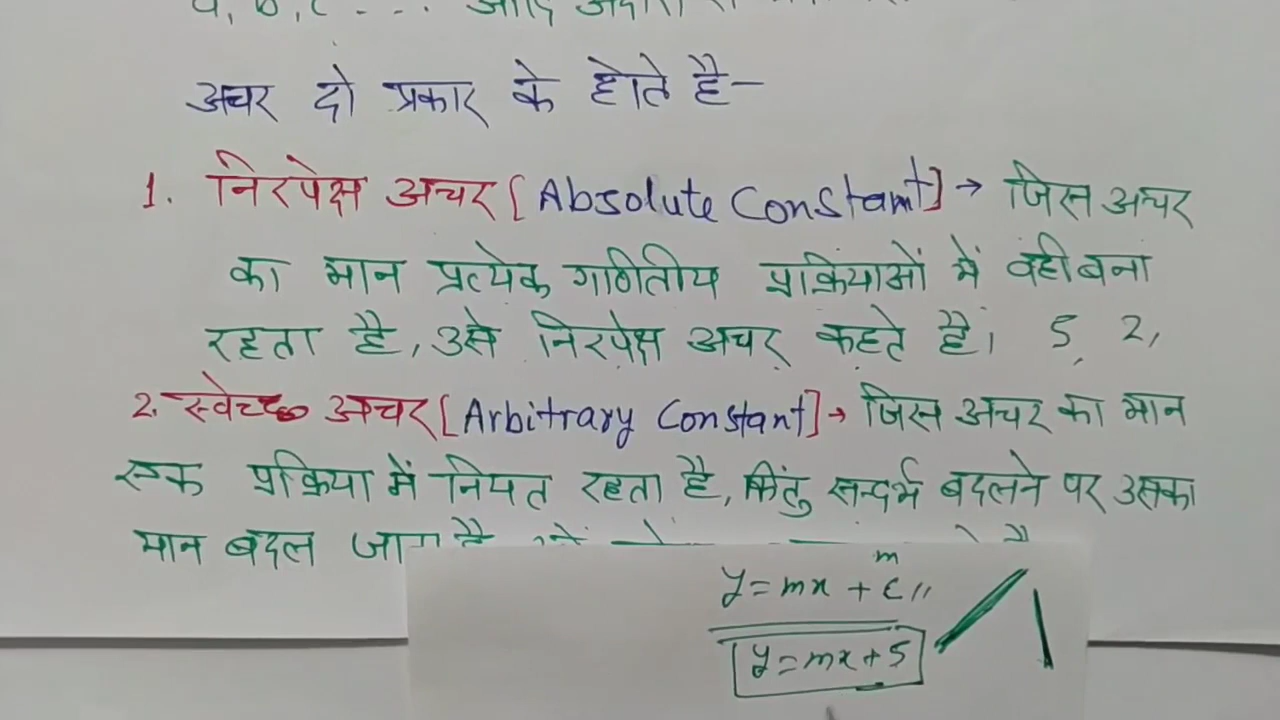 a, b, c .... आदि
अचर दो प्रकार के होते है-
1. निरपेक्ष अचर [Absolute Constant] → जिस अचर
का मान प्रत्येक गणितीय प्रक्रियाओं में वही बना
रहता है, उसे निरपेक्ष अचर कहते है। 5, 2,
2. स्वेच्छ अचर [Arbitrary Constant] → जिस अचर का मान
एक प्रक्रिया में नियत रहता है, किंतु सन्दर्भ बदलने पर उसका
मान बदल जाता है
m
y = mx + c //
y = mx + 5